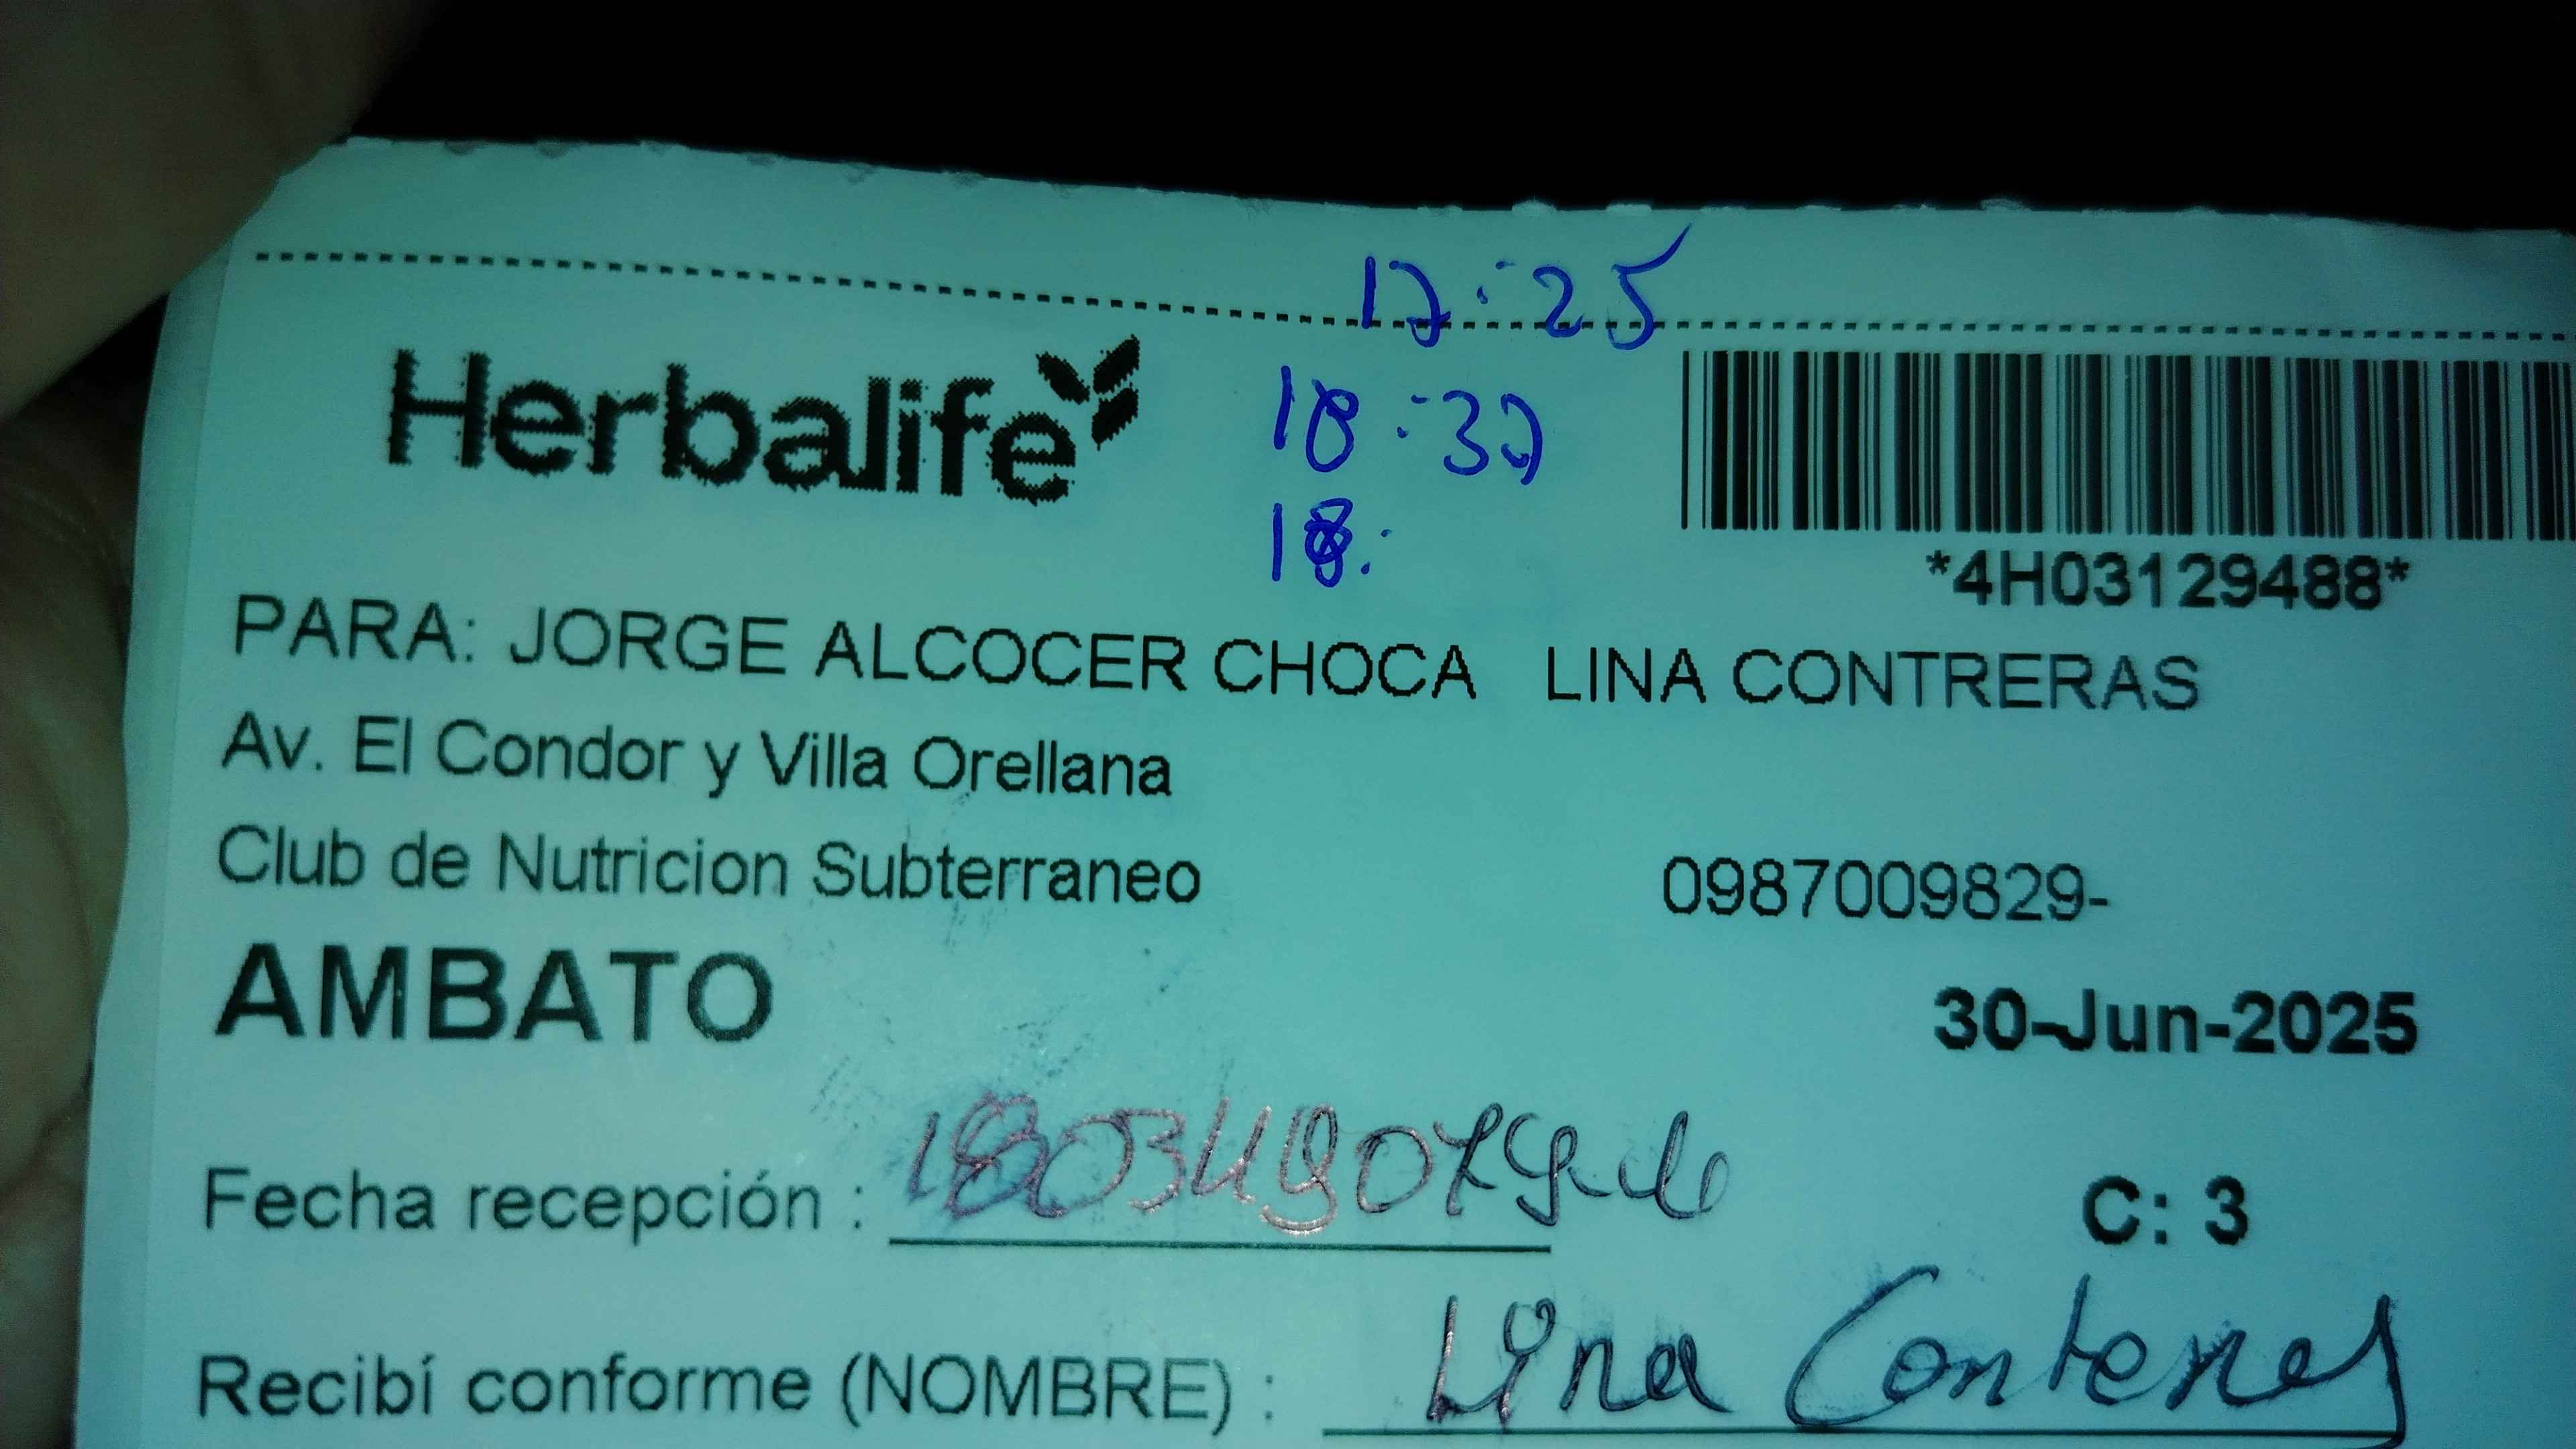 17:25
Herbalife
18:37
18:
*4H03129488*
PARA: JORGE ALCOCER CHOCA LINA CONTRERAS
Av. El Condor y Villa Orellana
Club de Nutricion Subterraneo 0987009829-
AMBATO
30-Jun-2025
Fecha recepción :
C: 3
Recibí conforme (NOMBRE) : Lina Contreras